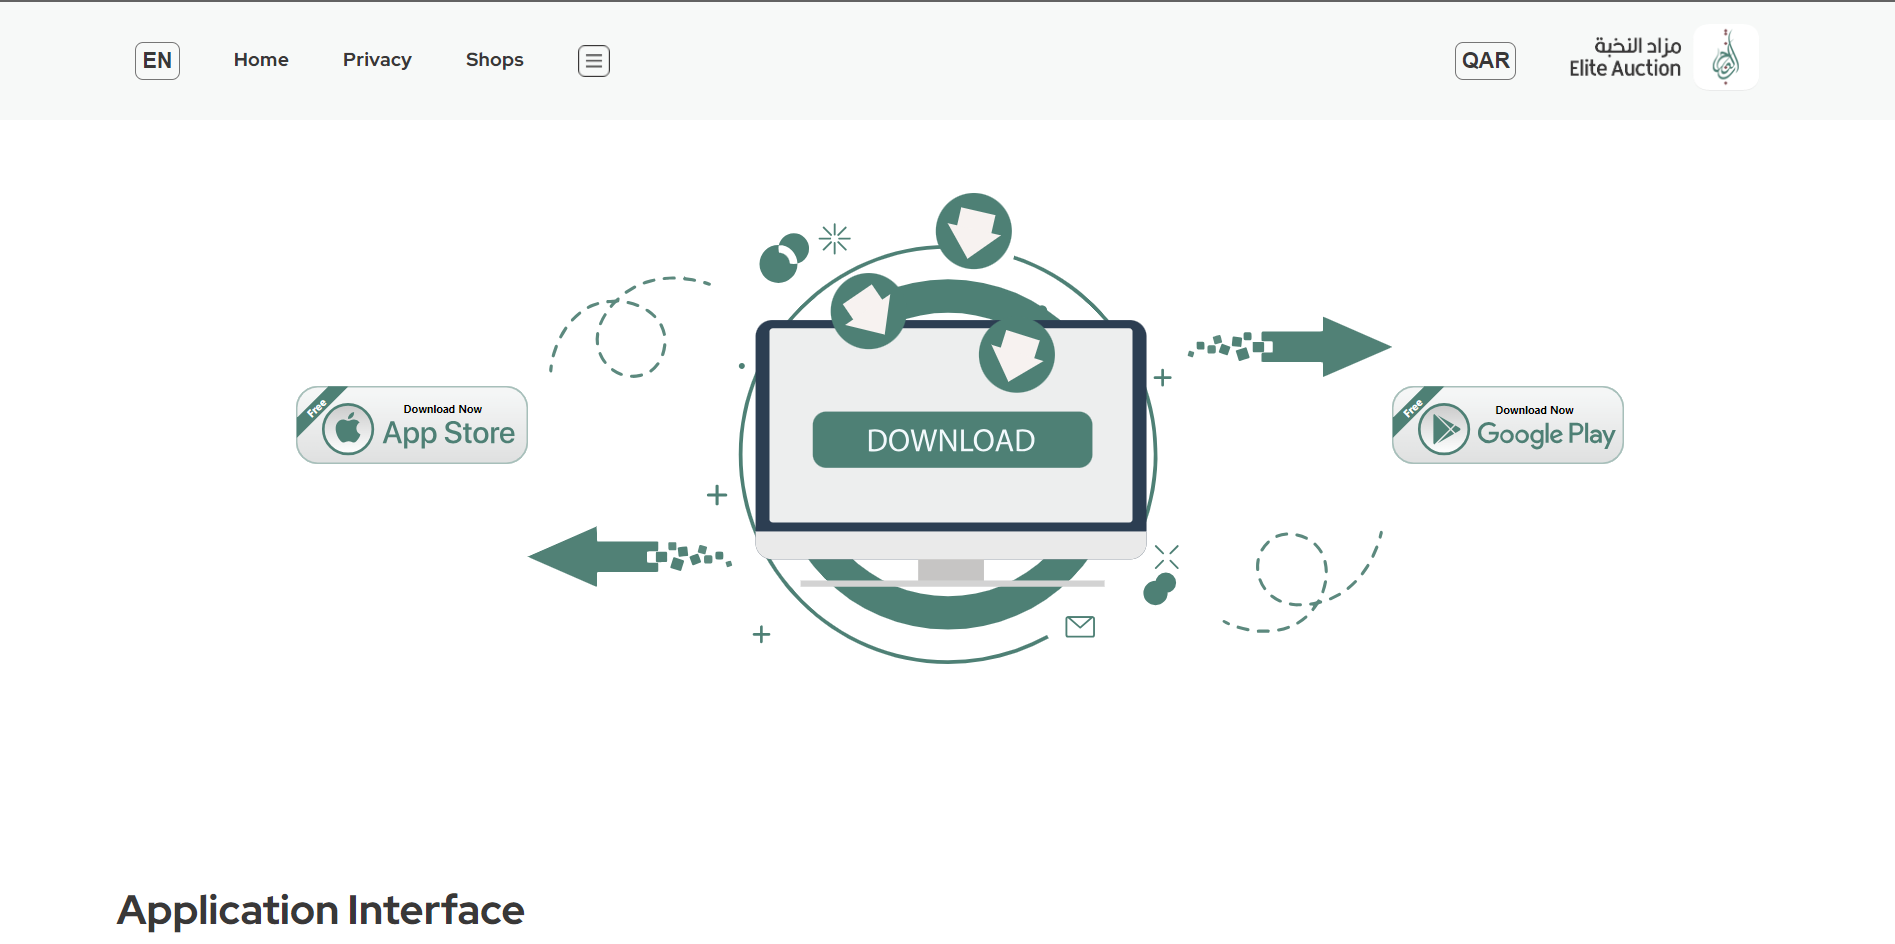 EN
Home
Privacy
Shops
QAR
مزاد النخبة
Elite Auction
Free
Download Now
App Store
DOWNLOAD
Free
Download Now
Google Play
Application Interface